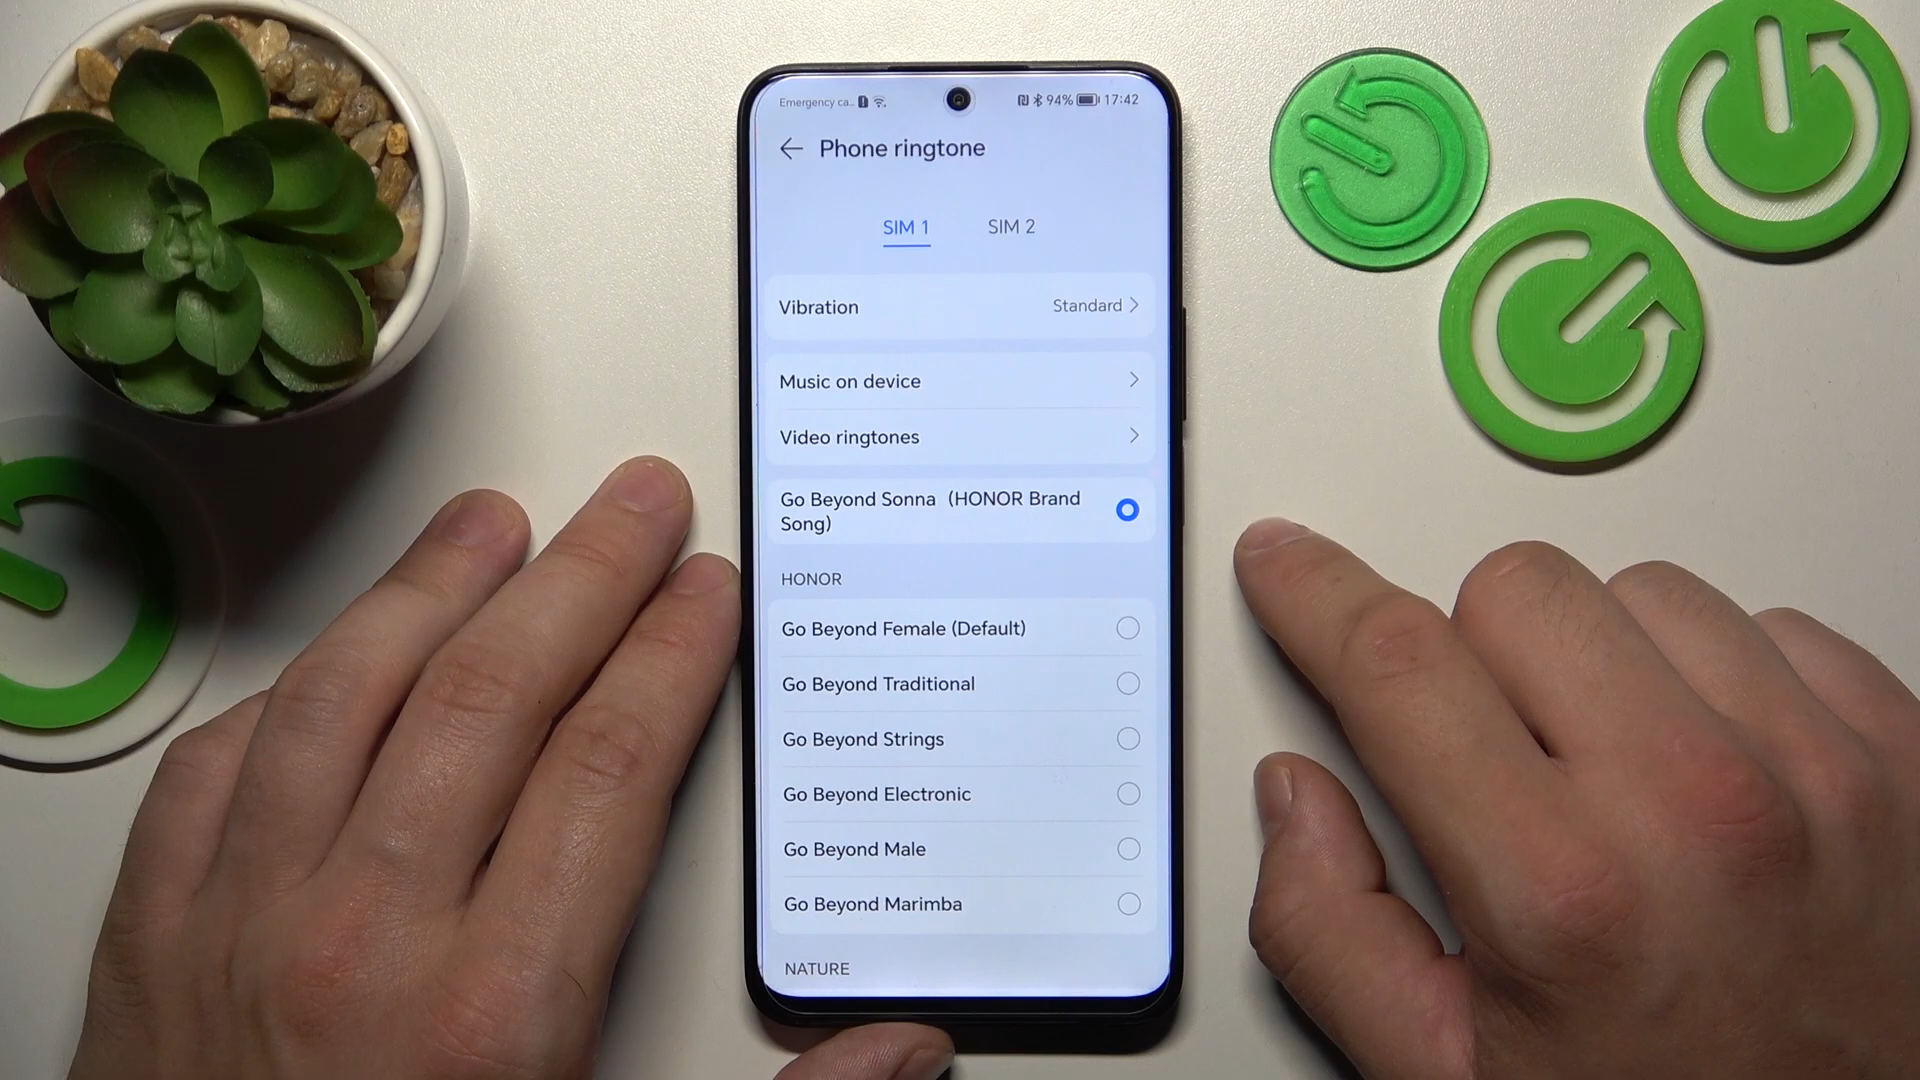 Emergency ca... 94% 17:42
Phone ringtone
SIM 1 SIM 2
Vibration Standard
Music on device
Video ringtones
Go Beyond Sonna（HONOR Brand
Song)
HONOR
Go Beyond Female (Default)
Go Beyond Traditional
Go Beyond Strings
Go Beyond Electronic
Go Beyond Male
Go Beyond Marimba
NATURE